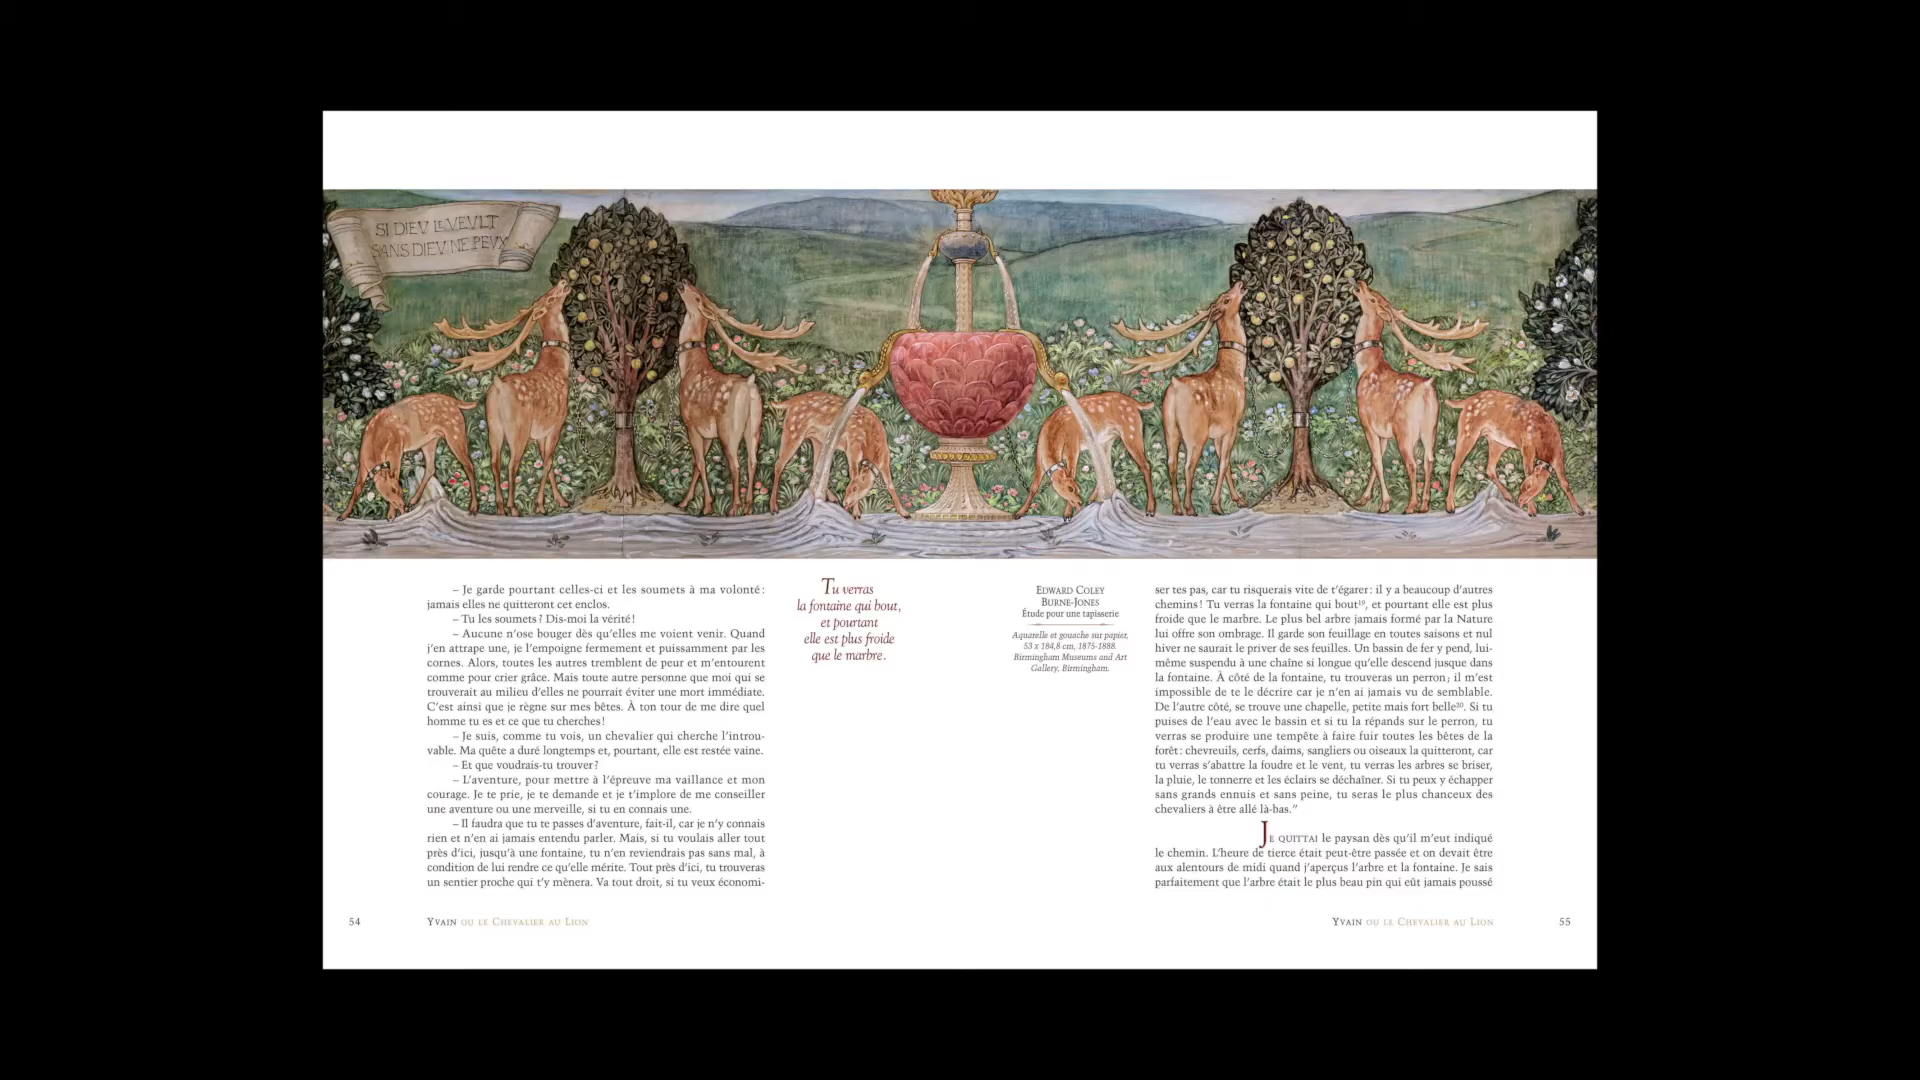 SI DIEV LE VEVLT
SANS DIEV NE PEVX
– Je garde pourtant celles-ci et les soumets à ma volonté :
jamais elles ne quitteront cet enclos.
– Tu les soumets ? Dis-moi la vérité !
– Aucune n’ose bouger dès qu’elles me voient venir. Quand
j’en attrape une, je l’empoigne fermement et puissamment par les
cornes. Alors, toutes les autres tremblent de peur et m’entourent
comme pour crier grâce. Mais toute autre personne que moi qui se
trouverait au milieu d’elles ne pourrait éviter une mort immédiate.
C’est ainsi que je règne sur mes bêtes. À ton tour de me dire quel
homme tu es et ce que tu cherches !
– Je suis, comme tu vois, un chevalier qui cherche l’introu-
vable. Ma quête a duré longtemps et, pourtant, elle est restée vaine.
– Et que voudrais-tu trouver ?
– L’aventure, pour mettre à l’épreuve ma vaillance et mon
courage. Je te prie, je te demande et je t’implore de me conseiller
une aventure ou une merveille, si tu en connais une.
– Il faudra que tu te passes d’aventure, fait-il, car je n’y connais
rien et n’en ai jamais entendu parler. Mais, si tu voulais aller tout
près d’ici, jusqu’à une fontaine, tu n’en reviendrais pas sans mal, à
condition de lui rendre ce qu’elle mérite. Tout près d’ici, tu trouveras
un sentier proche qui t’y mènera. Va tout droit, si tu veux économi-
Tu verras
la fontaine qui bout,
et pourtant
elle est plus froide
que le marbre.
54
YVAIN OU LE CHEVALIER AU LION
EDWARD COLEY
BURNE-JONES
Étude pour une tapisserie
Aquarelle et gouache sur papier,
53 x 184,8 cm, 1875-1888.
Birmingham Museums and Art
Gallery, Birmingham.
ser tes pas, car tu risquerais vite de t’égarer : il y a beaucoup d’autres
chemins ! Tu verras la fontaine qui bout¹⁹, et pourtant elle est plus
froide que le marbre. Le plus bel arbre jamais formé par la Nature
lui offre son ombrage. Il garde son feuillage en toutes saisons et nul
hiver ne saurait le priver de ses feuilles. Un bassin de fer y pend, lui-
même suspendu à une chaîne si longue qu’elle descend jusque dans
la fontaine. À côté de la fontaine, tu trouveras un perron ; il m’est
impossible de te le décrire car je n’en ai jamais vu de semblable.
De l’autre côté, se trouve une chapelle, petite mais fort belle²⁰. Si tu
puises de l’eau avec le bassin et si tu la répands sur le perron, tu
verras se produire une tempête à faire fuir toutes les bêtes de la
forêt : chevreuils, cerfs, daims, sangliers ou oiseaux la quitteront, car
tu verras s’abattre la foudre et le vent, tu verras les arbres se briser,
la pluie, le tonnerre et les éclairs se déchaîner. Si tu peux y échapper
sans grands ennuis et sans peine, tu seras le plus chanceux des
chevaliers à être allé là-bas.”
JE QUITTAI le paysan dès qu’il m’eut indiqué
le chemin. L’heure de tierce était peut-être passée et on devait être
aux alentours de midi quand j’aperçus l’arbre et la fontaine. Je sais
parfaitement que l’arbre était le plus beau pin qui eût jamais poussé
YVAIN OU LE CHEVALIER AU LION
55